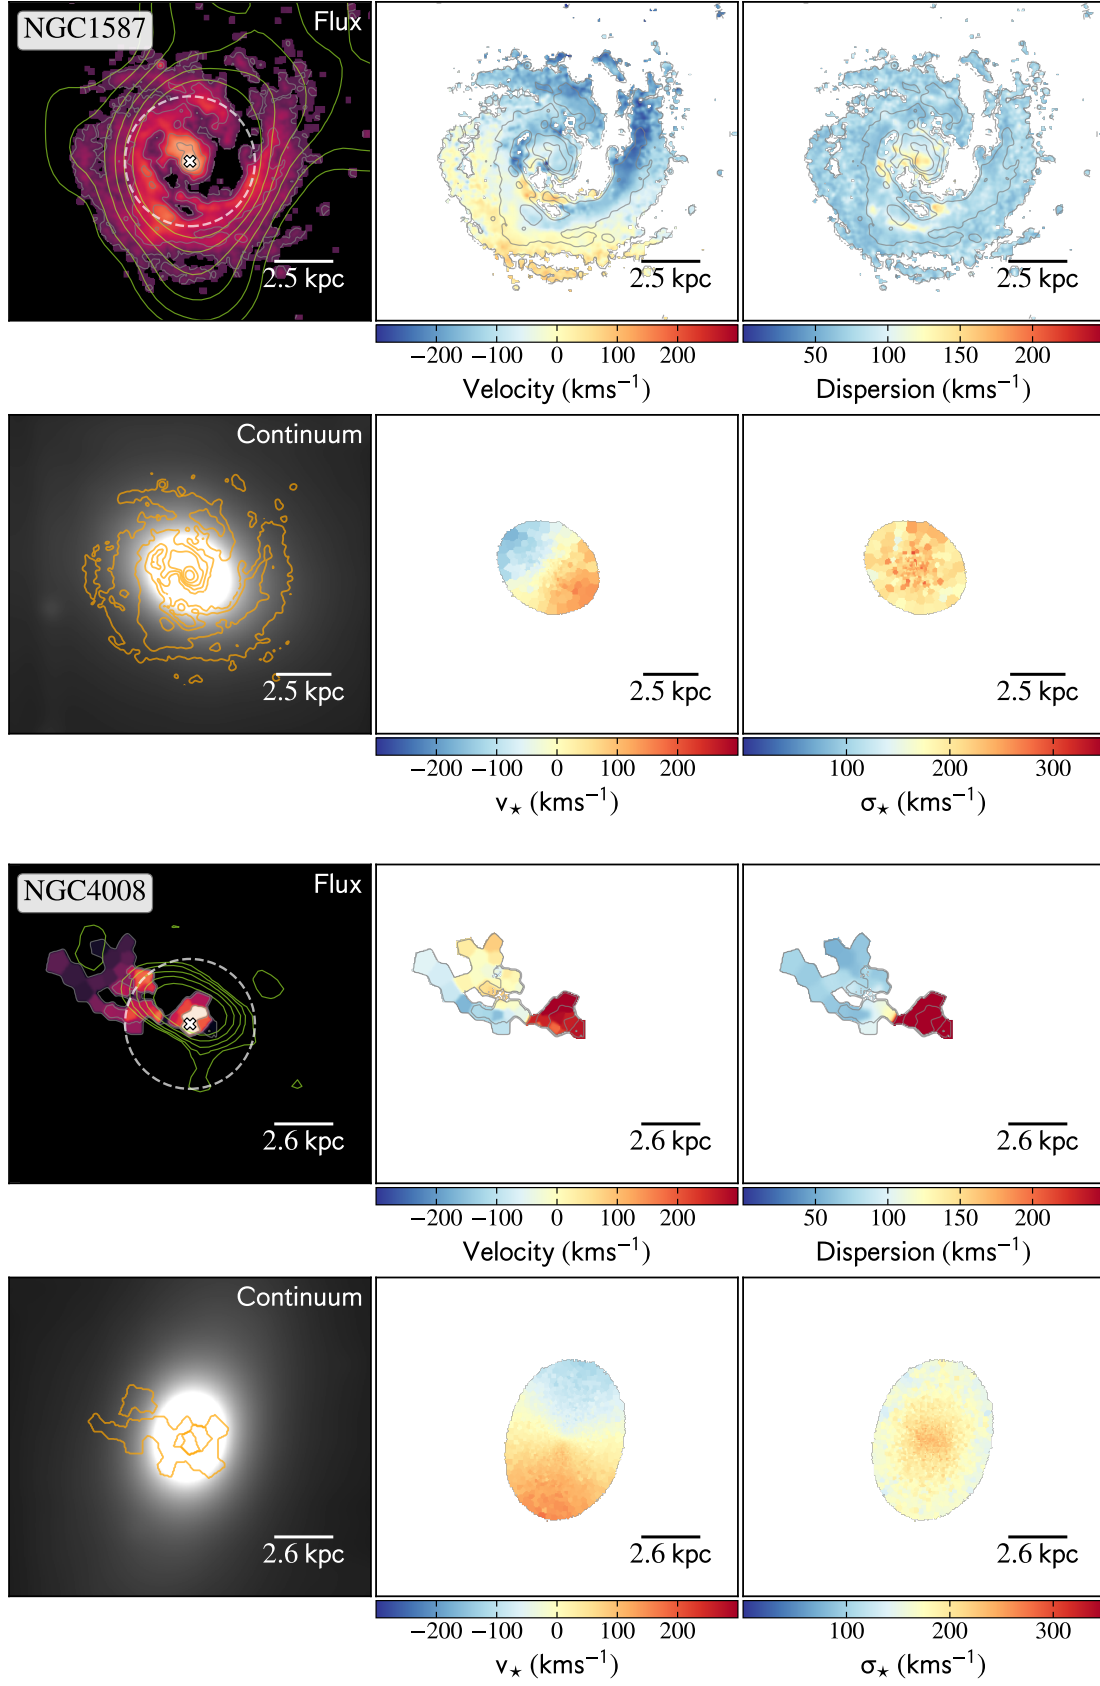 NGC1587
Flux
2.5 kpc
2.5 kpc
2.5 kpc
−200 −100 0 100 200
50 100 150 200
Velocity (kms⁻¹)
Dispersion (kms⁻¹)
Continuum
2.5 kpc
2.5 kpc
2.5 kpc
−200 −100 0 100 200
100 200 300
v⋆ (kms⁻¹)
σ⋆ (kms⁻¹)
NGC4008
Flux
2.6 kpc
2.6 kpc
2.6 kpc
−200 −100 0 100 200
50 100 150 200
Velocity (kms⁻¹)
Dispersion (kms⁻¹)
Continuum
2.6 kpc
2.6 kpc
2.6 kpc
−200 −100 0 100 200
100 200 300
v⋆ (kms⁻¹)
σ⋆ (kms⁻¹)